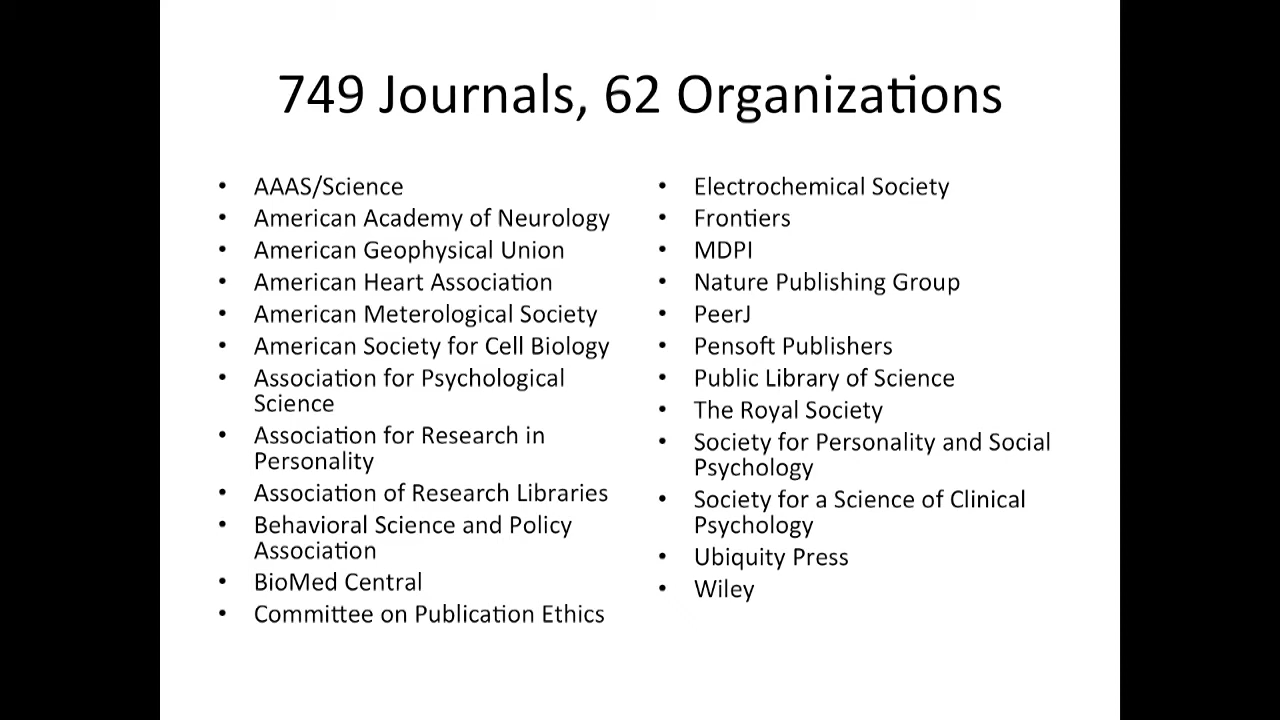 749 Journals, 62 Organizations
• AAAS/Science
• American Academy of Neurology
• American Geophysical Union
• American Heart Association
• American Meterological Society
• American Society for Cell Biology
• Association for Psychological
Science
• Association for Research in
Personality
• Association of Research Libraries
• Behavioral Science and Policy
Association
• BioMed Central
• Committee on Publication Ethics
• Electrochemical Society
• Frontiers
• MDPI
• Nature Publishing Group
• PeerJ
• Pensoft Publishers
• Public Library of Science
• The Royal Society
• Society for Personality and Social
Psychology
• Society for a Science of Clinical
Psychology
• Ubiquity Press
• Wiley